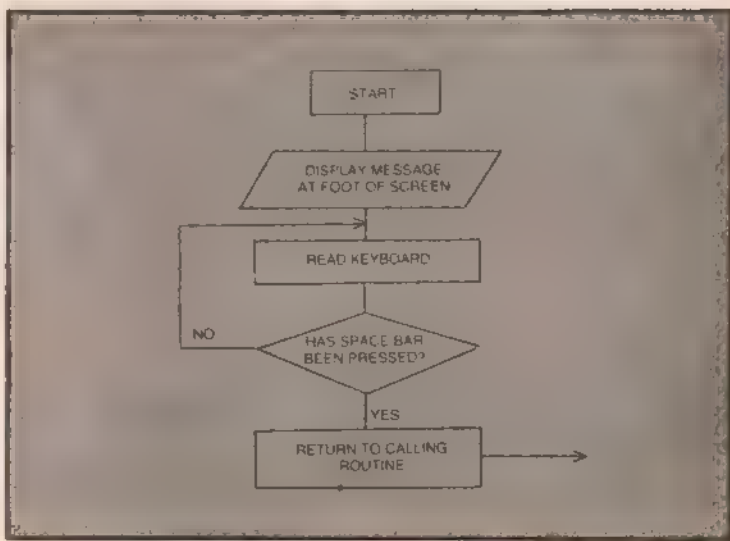 START
DISPLAY MESSAGE
AT FOOT OF SCREEN
READ KEYBOARD
NO
HAS SPACE BAR
BEEN PRESSED?
YES
RETURN TO CALLING
ROUTINE